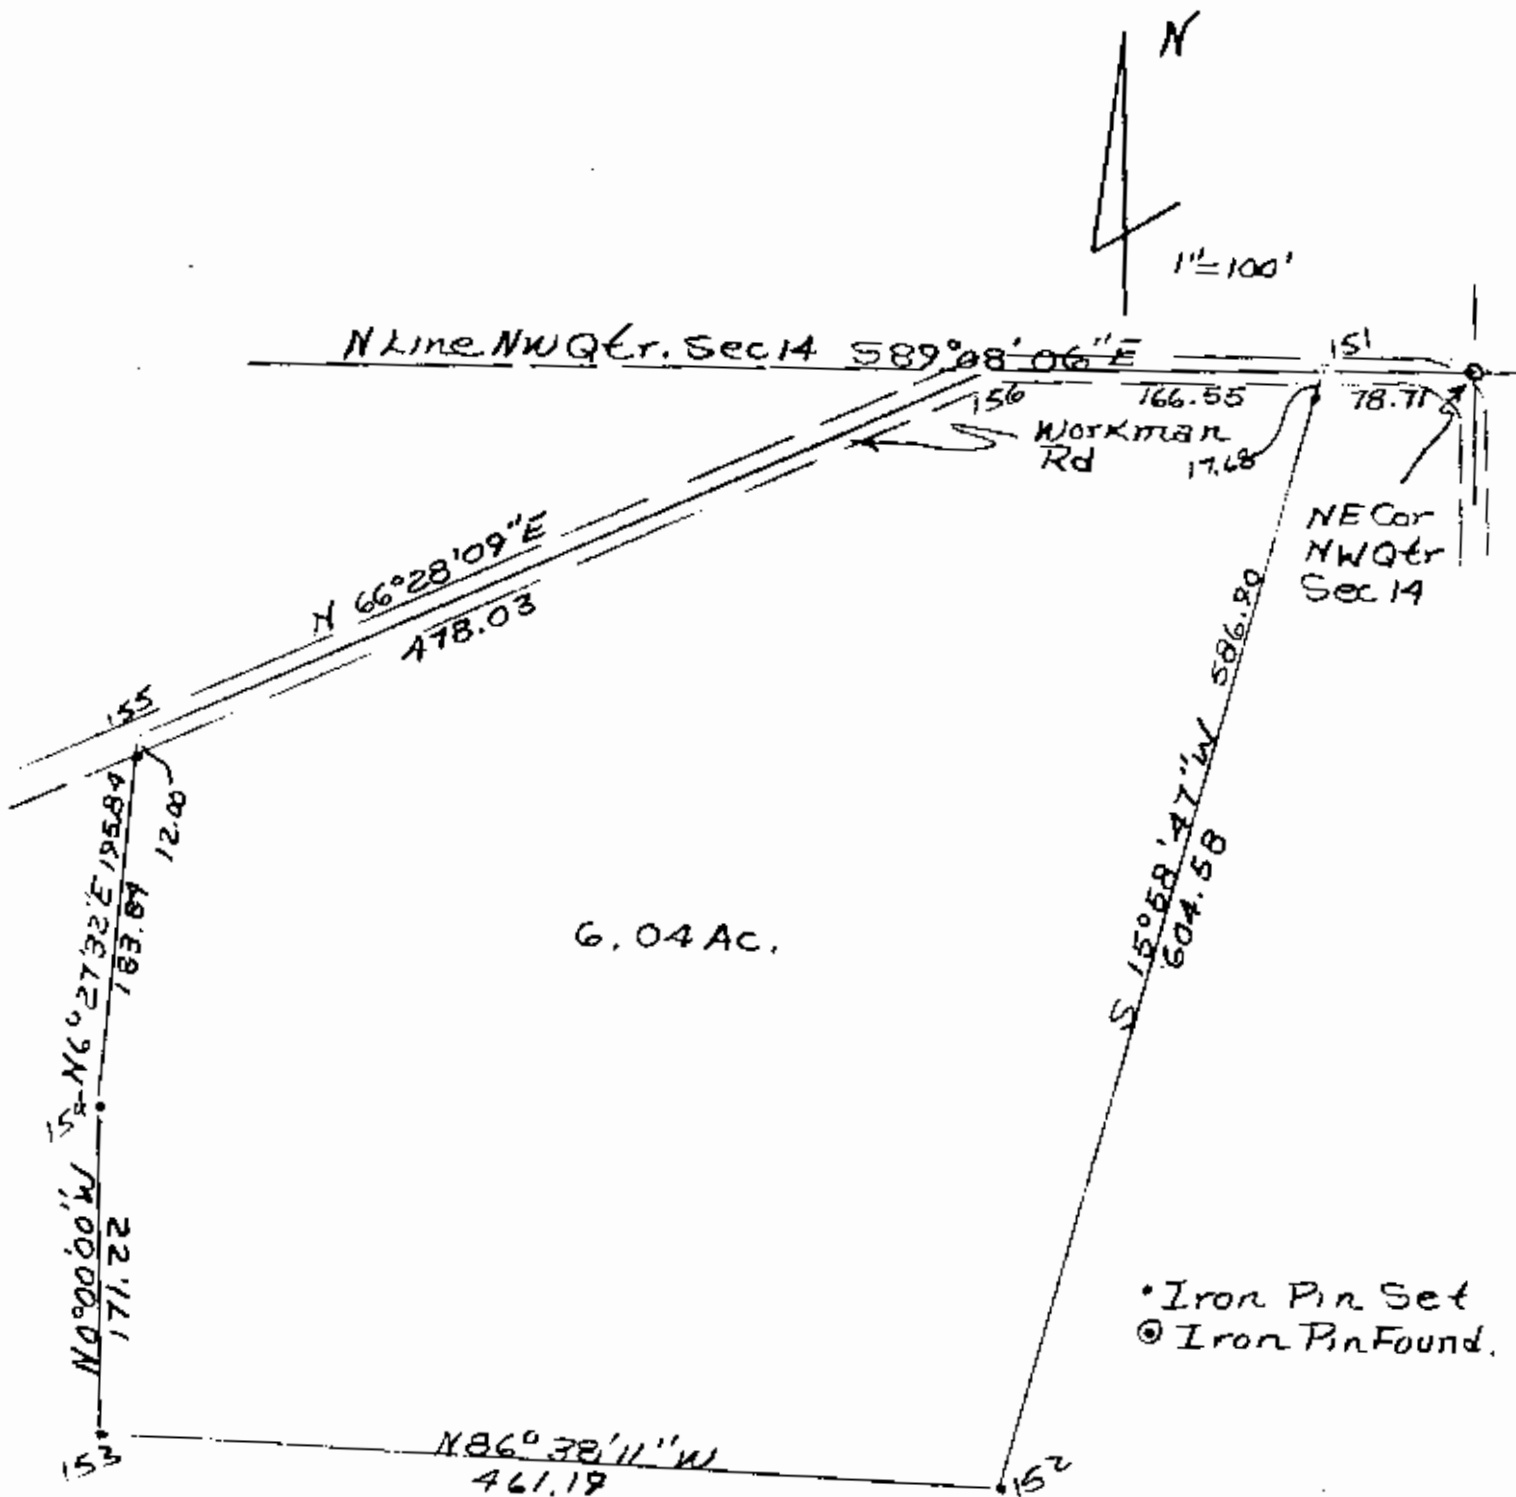 N
1"=100'
N Line NW Qtr. Sec 14 S89°08'06"E
151
156
166.55
78.71
Workman
Rd
17.68
NE Cor
NW Qtr
Sec 14
N 66°28'09"E
478.03
586.90
155
12.00
N6°27'32"E 195.84
183.84
S 15°58'47"W
604.58
6.04 Ac.
154
N0°00'00"W
171.22
• Iron Pin Set
Iron Pin Found.
153
N86°38'11"W
461.19
152